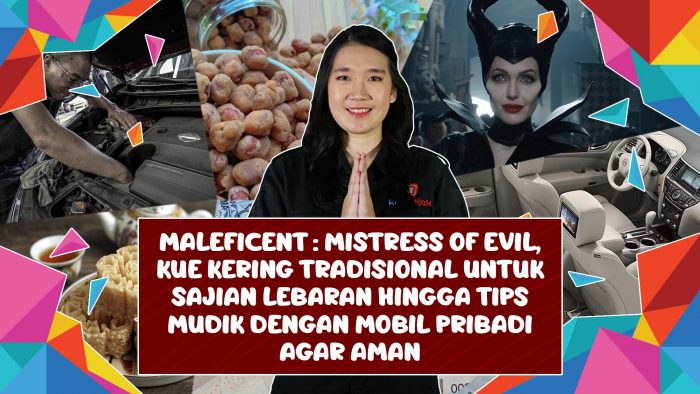 MALEFICENT : MISTRESS OF EVIL,
KUE KERING TRADISIONAL UNTUK
SAJIAN LEBARAN HINGGA TIPS
MUDIK DENGAN MOBIL PRIBADI
AGAR AMAN